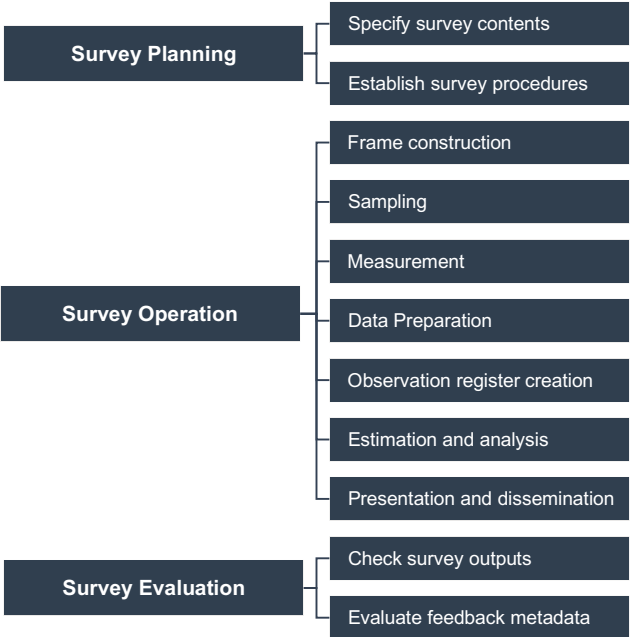 Survey Planning
Specify survey contents
Establish survey procedures
Survey Operation
Frame construction
Sampling
Measurement
Data Preparation
Observation register creation
Estimation and analysis
Presentation and dissemination
Survey Evaluation
Check survey outputs
Evaluate feedback metadata